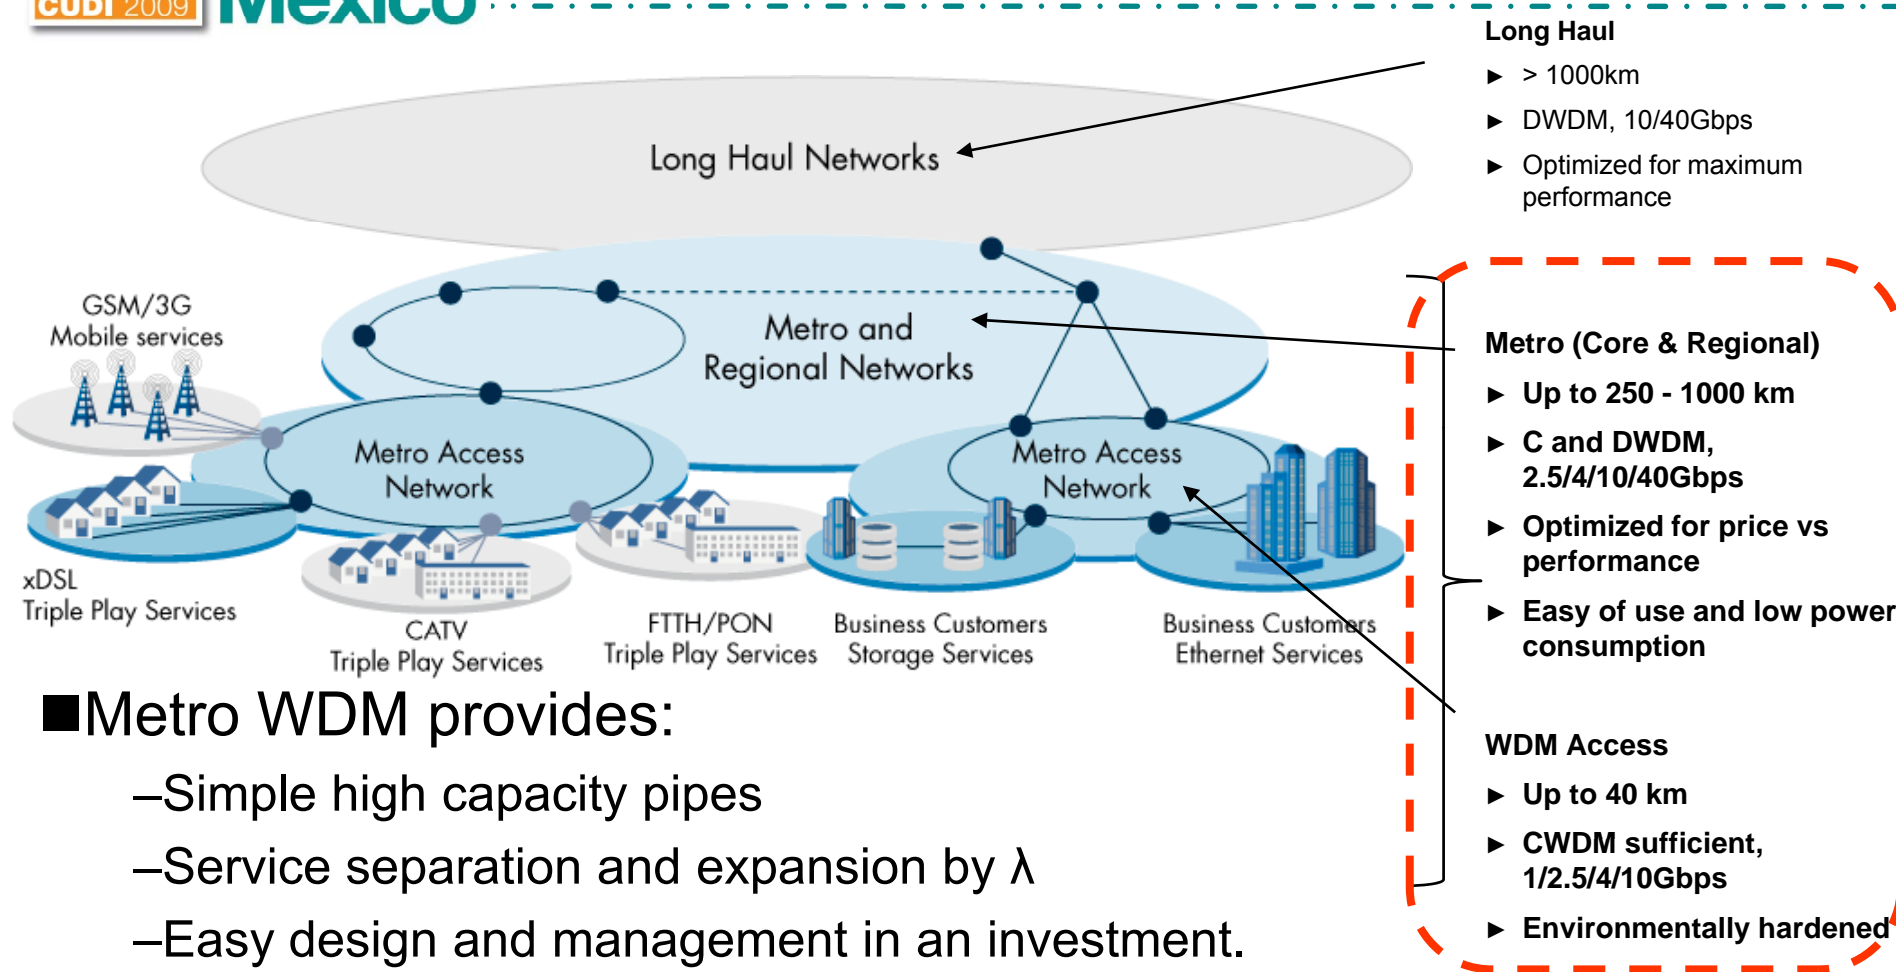 CUDI 2009 Mexico
Long Haul
► > 1000km
► DWDM, 10/40Gbps
► Optimized for maximum
performance
Long Haul Networks
GSM/3G
Mobile services
Metro and
Regional Networks
Metro (Core & Regional)
► Up to 250 - 1000 km
► C and DWDM,
2.5/4/10/40Gbps
► Optimized for price vs
performance
► Easy of use and low power
consumption
Metro Access
Network
Metro Access
Network
xDSL
Triple Play Services
CATV
Triple Play Services
FTTH/PON
Triple Play Services
Business Customers
Storage Services
Business Customers
Ethernet Services
WDM Access
► Up to 40 km
► CWDM sufficient,
1/2.5/4/10Gbps
► Environmentally hardened
■Metro WDM provides:
–Simple high capacity pipes
–Service separation and expansion by λ
–Easy design and management in an investment.